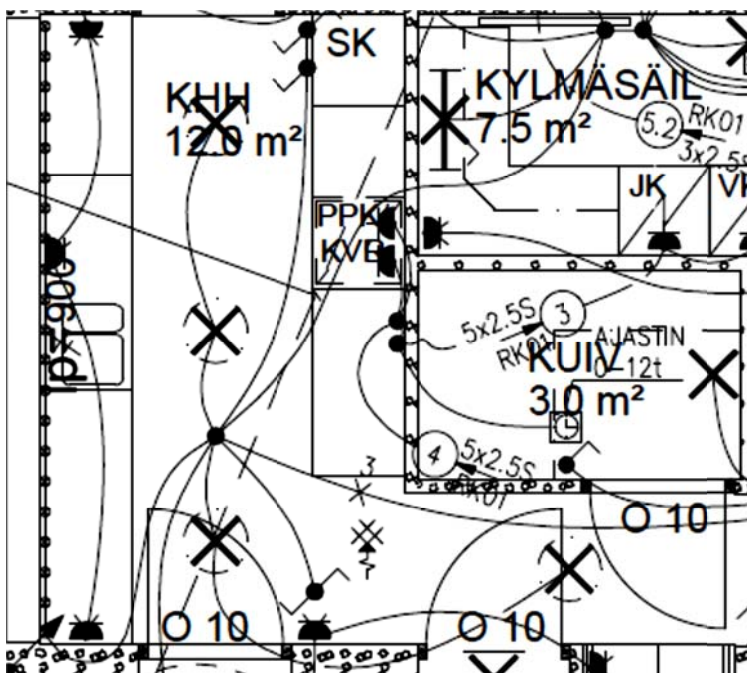 SK
KHH
12.0 m²
KYLMÄSÄIL
7.5 m²
5.2
RK01
3x2.5S
JK
PPK
KVB
5x2.5S
3
RK01
AJASTIN
0-12t
KUIV
3.0 m²
4
5x2.5S
RK01
3
O 10
O 10
O 10